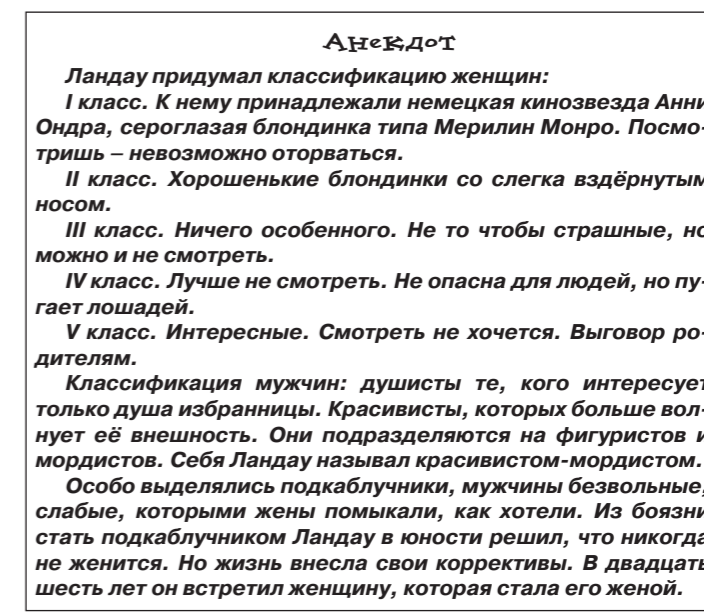 Анекдот
Ландау придумал классификацию женщин:
I класс. К нему принадлежали немецкая кинозвезда Анни
Ондра, сероглазая блондинка типа Мерилин Монро. Посмо-
тришь – невозможно оторваться.
II класс. Хорошенькие блондинки со слегка вздёрнутым
носом.
III класс. Ничего особенного. Не то чтобы страшные, но
можно и не смотреть.
IV класс. Лучше не смотреть. Не опасна для людей, но пу-
гает лошадей.
V класс. Интересные. Смотреть не хочется. Выговор ро-
дителям.
Классификация мужчин: душисты те, кого интересует
только душа избранницы. Красивисты, которых больше вол-
нует её внешность. Они подразделяются на фигуристов и
мордистов. Себя Ландау называл красивистом-мордистом.
Особо выделялись подкаблучники, мужчины безвольные,
слабые, которыми жены помыкали, как хотели. Из боязни
стать подкаблучником Ландау в юности решил, что никогда
не женится. Но жизнь внесла свои коррективы. В двадцать
шесть лет он встретил женщину, которая стала его женой.